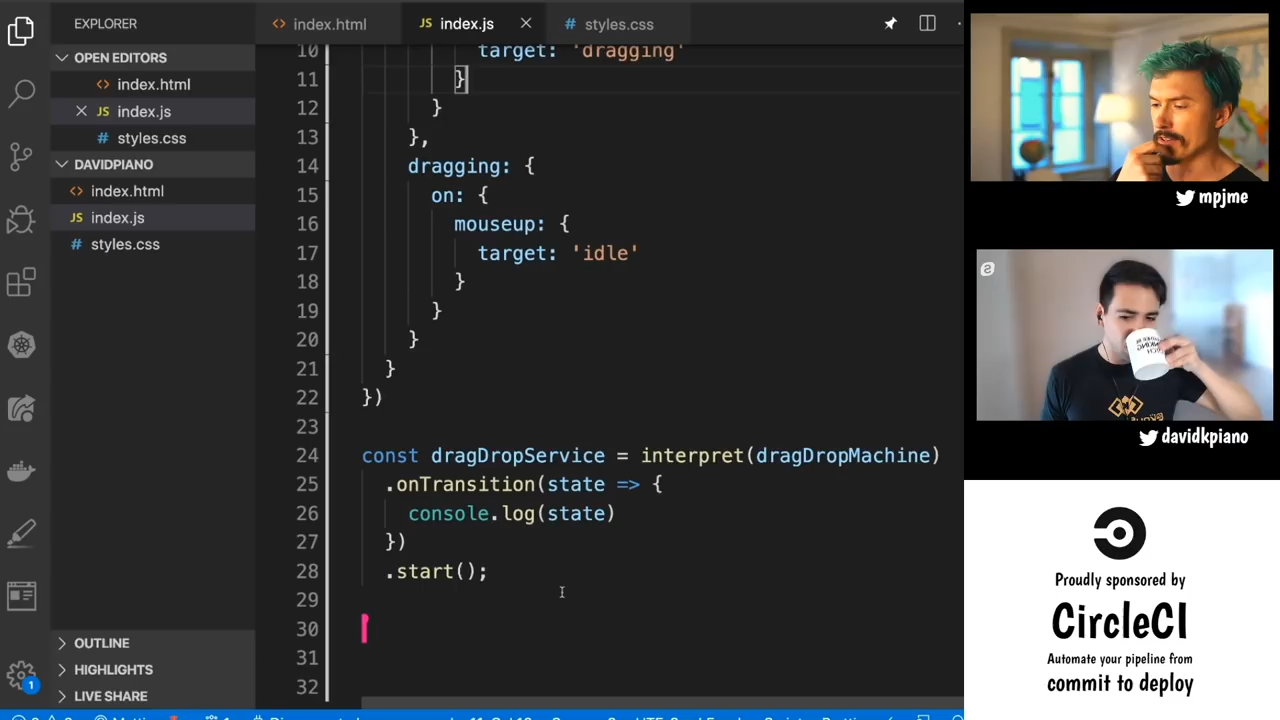 EXPLORER
OPEN EDITORS
index.html
index.js
styles.css
DAVIDPIANO
index.html
index.js
styles.css
OUTLINE
HIGHLIGHTS
LIVE SHARE
1
index.html
index.js
styles.css
10 target: 'dragging'
11 }
12 }
13 },
14 dragging: {
15 on: {
16 mouseup: {
17 target: 'idle'
18 }
19 }
20 }
21 }
22 })
23
24 const dragDropService = interpret(dragDropMachine)
25 .onTransition(state => {
26 console.log(state)
27 })
28 .start();
29
30
31
32
mpjme
davidkpiano
Proudly sponsored by
CircleCI
Automate your pipeline from
commit to deploy